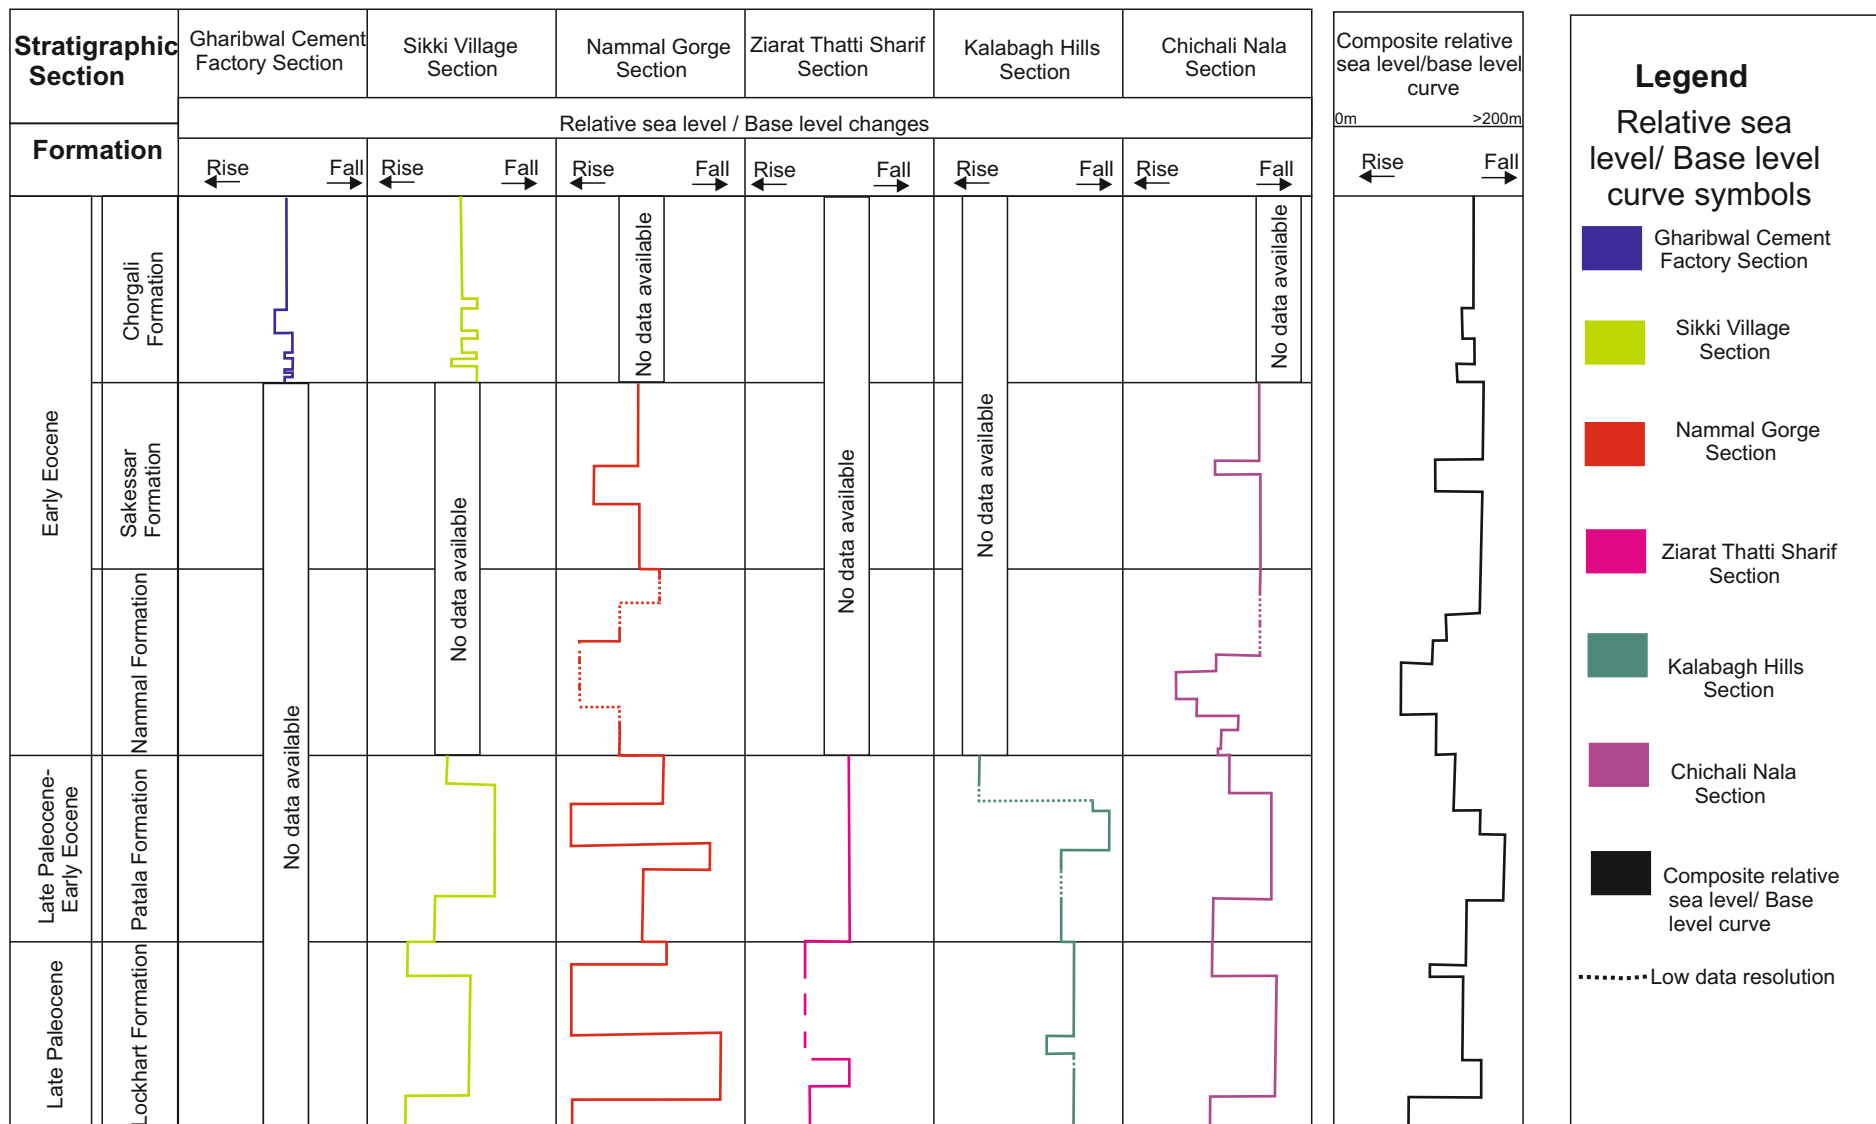 Stratigraphic
Section
Gharibwal Cement
Factory Section
Sikki Village
Section
Nammal Gorge
Section
Ziarat Thatti Sharif
Section
Kalabagh Hills
Section
Chichali Nala
Section
Composite relative
sea level/base level
curve
0m
>200m
Relative sea level / Base level changes
Formation
Rise
Fall
Rise
Fall
Rise
Fall
Rise
Fall
Rise
Fall
Rise
Fall
Rise
Fall
Early Eocene
Late Paleocene-
Early Eocene
Late Paleocene
Chorgali
Formation
Sakessar
Formation
Nammal Formation
Patala Formation
Lockhart Formation
No data available
No data available
No data available
No data available
No data available
No data available
Legend
Relative sea
level/ Base level
curve symbols
Gharibwal Cement
Factory Section
Sikki Village
Section
Nammal Gorge
Section
Ziarat Thatti Sharif
Section
Kalabagh Hills
Section
Chichali Nala
Section
Composite relative
sea level/ Base
level curve
Low data resolution